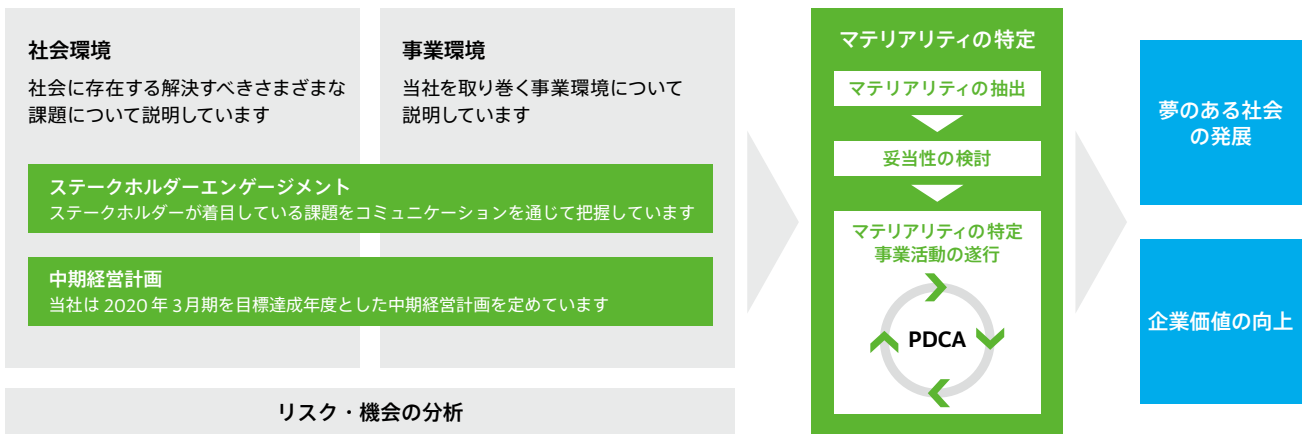 社会環境
社会に存在する解決すべきさまざまな
課題について説明しています
事業環境
当社を取り巻く事業環境について
説明しています
ステークホルダーエンゲージメント
ステークホルダーが着目している課題をコミュニケーションを通じて把握しています
中期経営計画
当社は 2020 年 3月期を目標達成年度とした中期経営計画を定めています
リスク・機会の分析
マテリアリティの特定
マテリアリティの抽出
妥当性の検討
マテリアリティの特定
事業活動の遂行
PDCA
夢のある社会
の発展
企業価値の向上